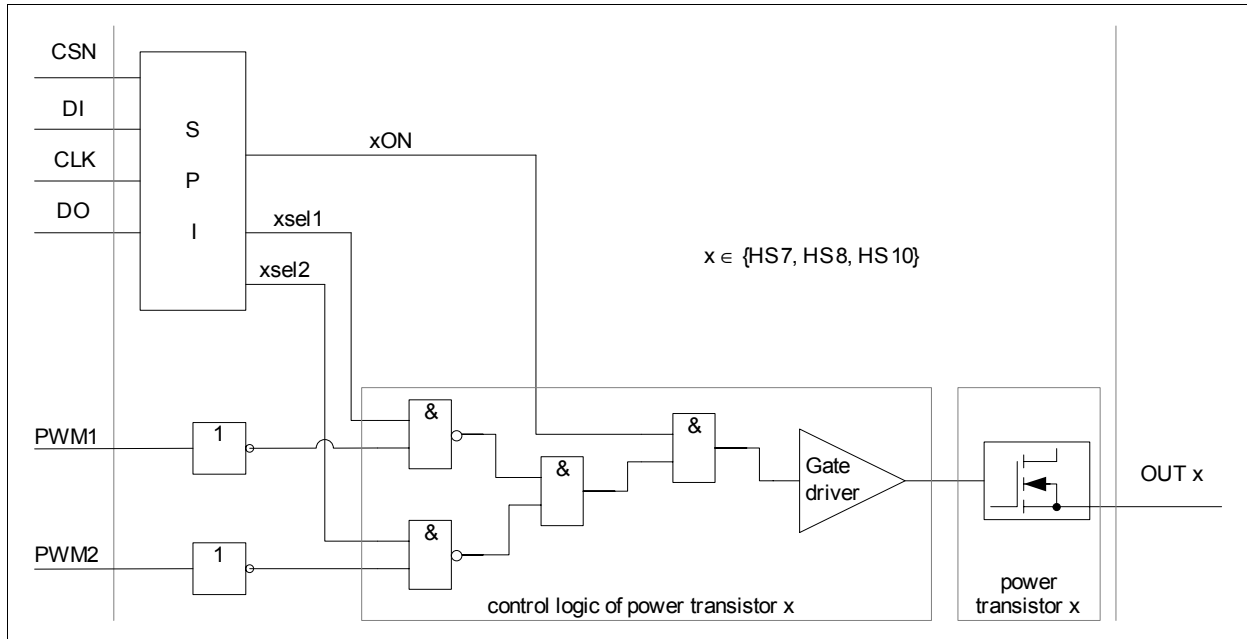 CSN
DI
CLK
DO
S
P
I
xON
xsel1
xsel2
x ∈ {HS7, HS8, HS10}
PWM1
1
&
&
&
Gate
driver
OUT x
PWM2
1
&
control logic of power transistor x
power
transistor x